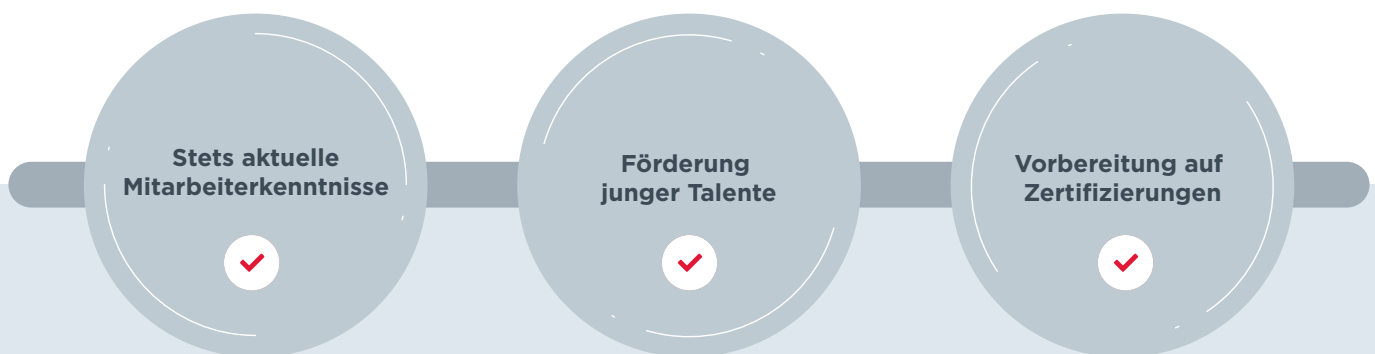 Stets aktuelle
Mitarbeiterkenntnisse
Förderung
junger Talente
Vorbereitung auf
Zertifizierungen